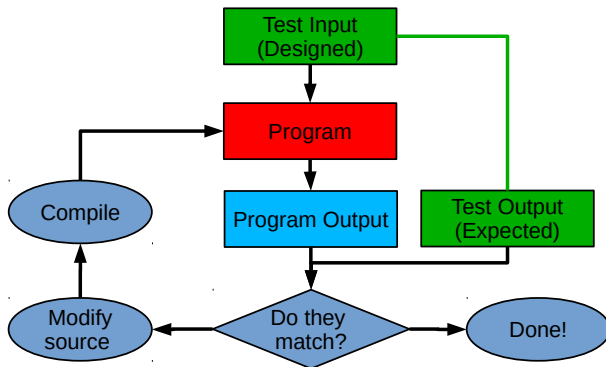 Test Input
(Designed)
Program
Compile
Program Output
Test Output
(Expected)
Modify
source
Do they
match?
Done!